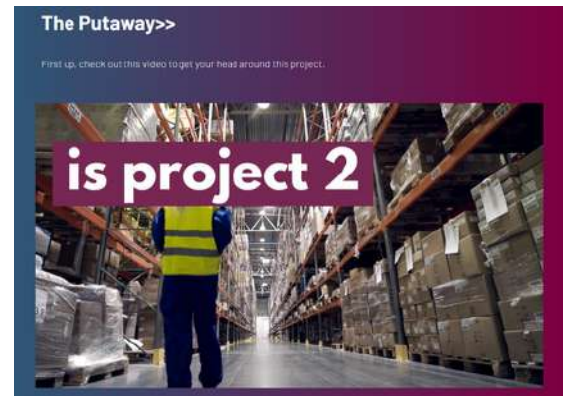 The Putaway>>
First up, check out this video to get your head around this project.
is project 2